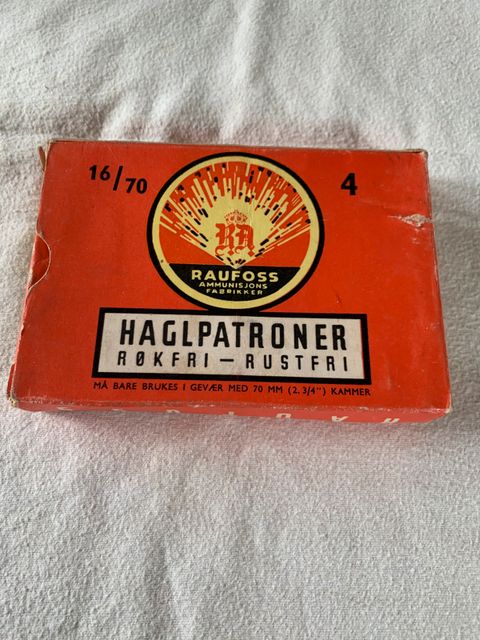 16/70
4
RA
RAUFOSS
AMMUNISJONS
FABRIKKER
HAGLPATRONER
RØKFRI – RUSTFRI
MÅ BARE BRUKES I GEVÆR MED 70 MM (2.3/4") KAMMER